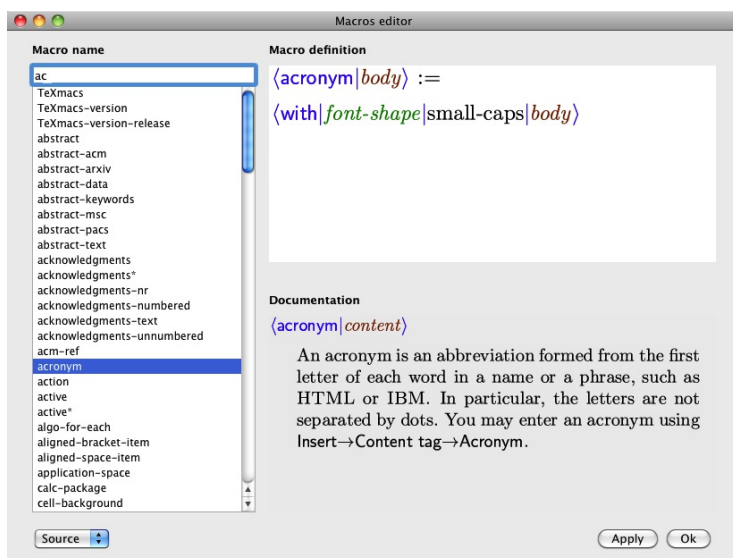 Macros editor
Macro name
ac
TeXmacs
TeXmacs-version
TeXmacs-version-release
abstract
abstract-acm
abstract-arxiv
abstract-data
abstract-keywords
abstract-msc
abstract-pacs
abstract-text
acknowledgments
acknowledgments*
acknowledgments-nr
acknowledgments-numbered
acknowledgments-text
acknowledgments-unnumbered
acm-ref
acronym
action
active
active*
algo-for-each
aligned-bracket-item
aligned-space-item
application-space
calc-package
cell-background
Source
Macro definition
⟨acronym|body⟩ :=
⟨with|font-shape|small-caps|body⟩
Documentation
⟨acronym|content⟩
An acronym is an abbreviation formed from the first
letter of each word in a name or a phrase, such as
HTML or IBM. In particular, the letters are not
separated by dots. You may enter an acronym using
Insert→Content tag→Acronym.
Apply
Ok